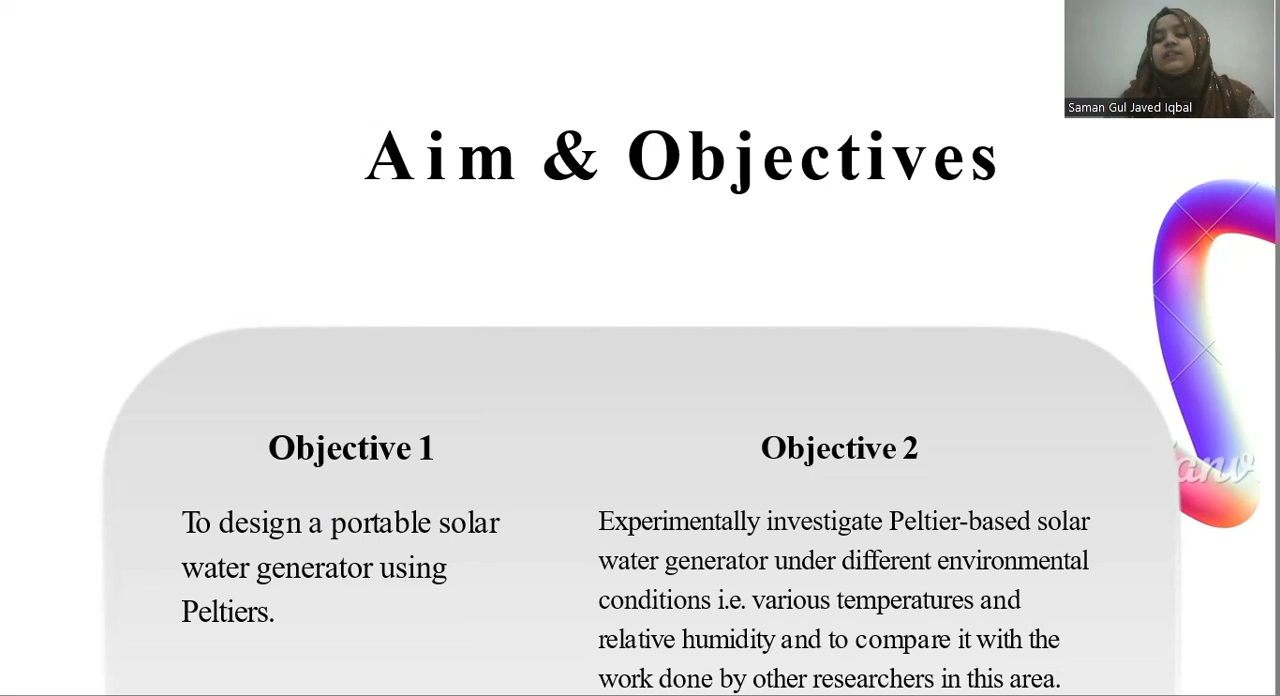 Saman Gul Javed Iqbal
Aim & Objectives
Objective 1
To design a portable solar
water generator using
Peltiers.
Objective 2
Experimentally investigate Peltier-based solar
water generator under different environmental
conditions i.e. various temperatures and
relative humidity and to compare it with the
work done by other researchers in this area.